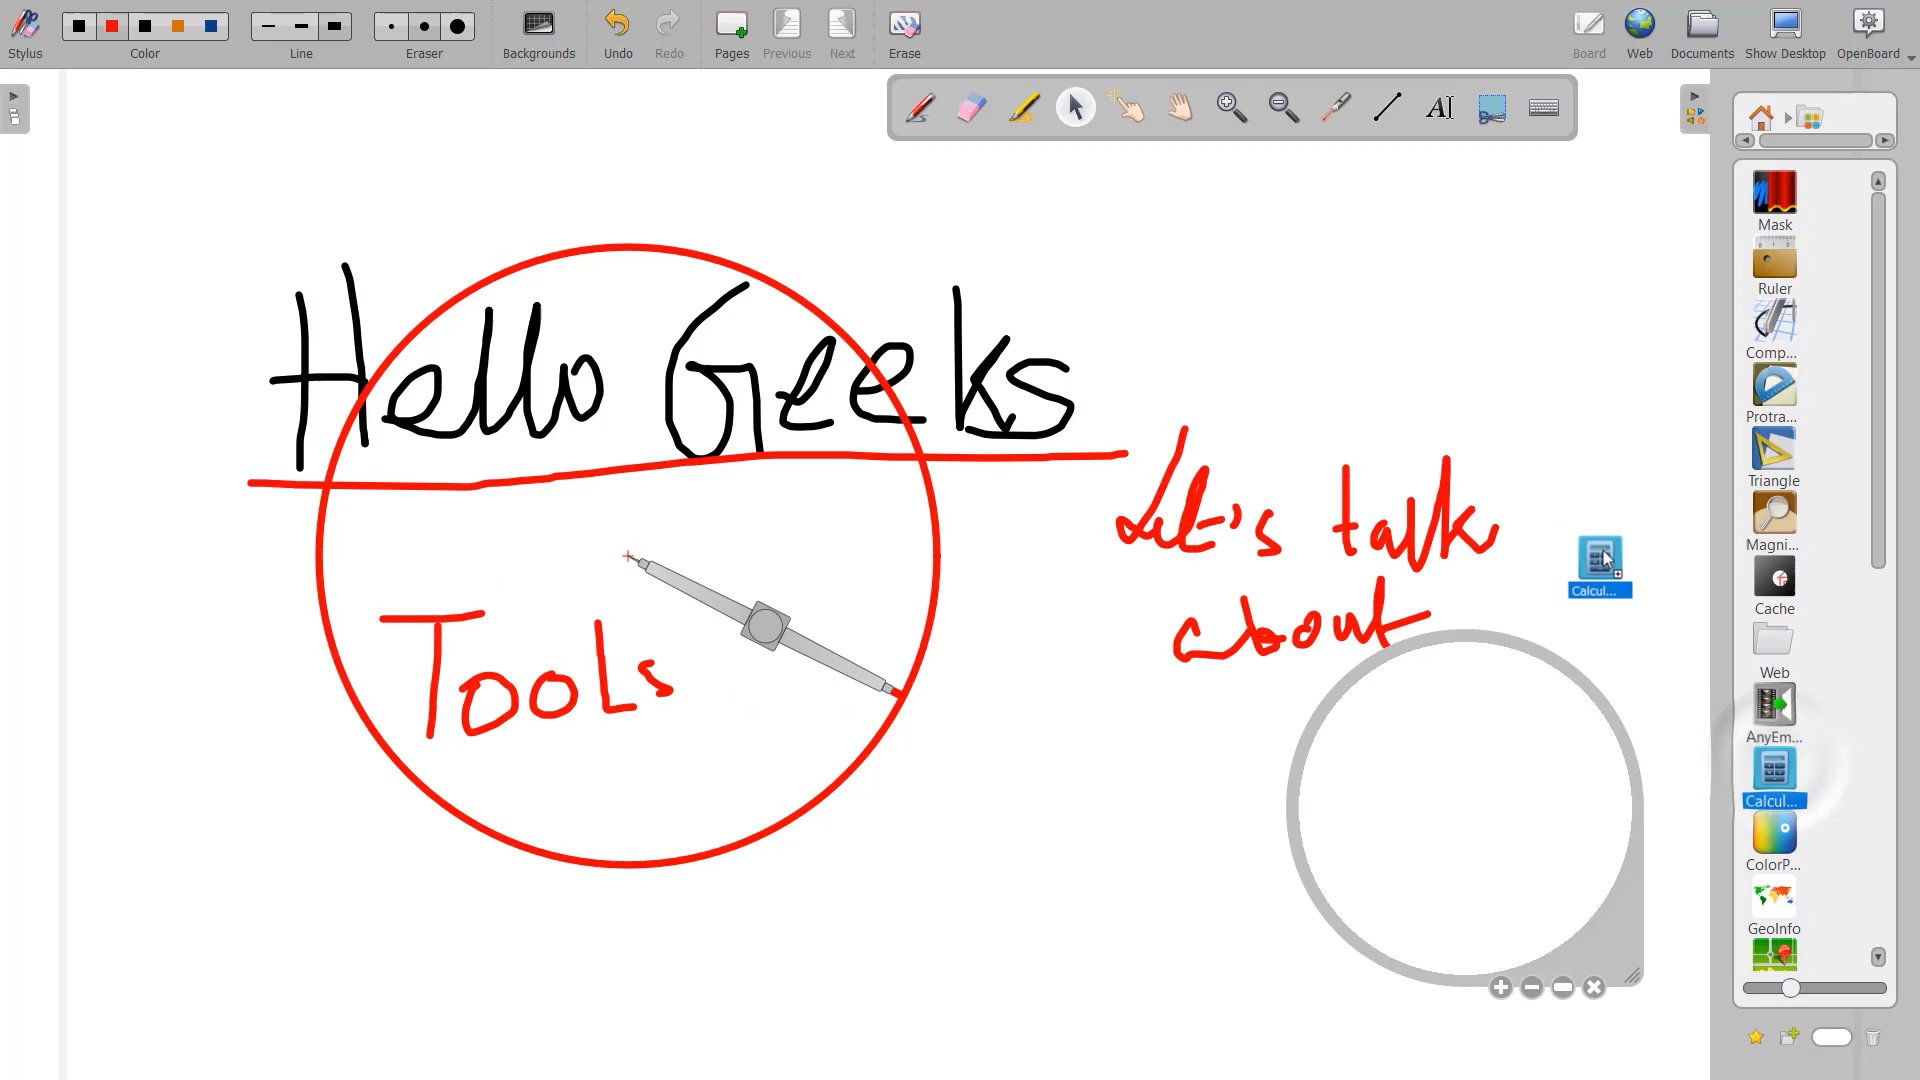 Stylus Color Line Eraser Backgrounds Undo Redo Pages Previous Next Erase Board Web Documents Show Desktop OpenBoard
Hello Geeks
Let's talk
about
Tools
Calcul...
Mask
Ruler
Comp...
Protra...
Triangle
Magni...
Cache
Web
AnyEm...
Calcul...
ColorP...
GeoInfo